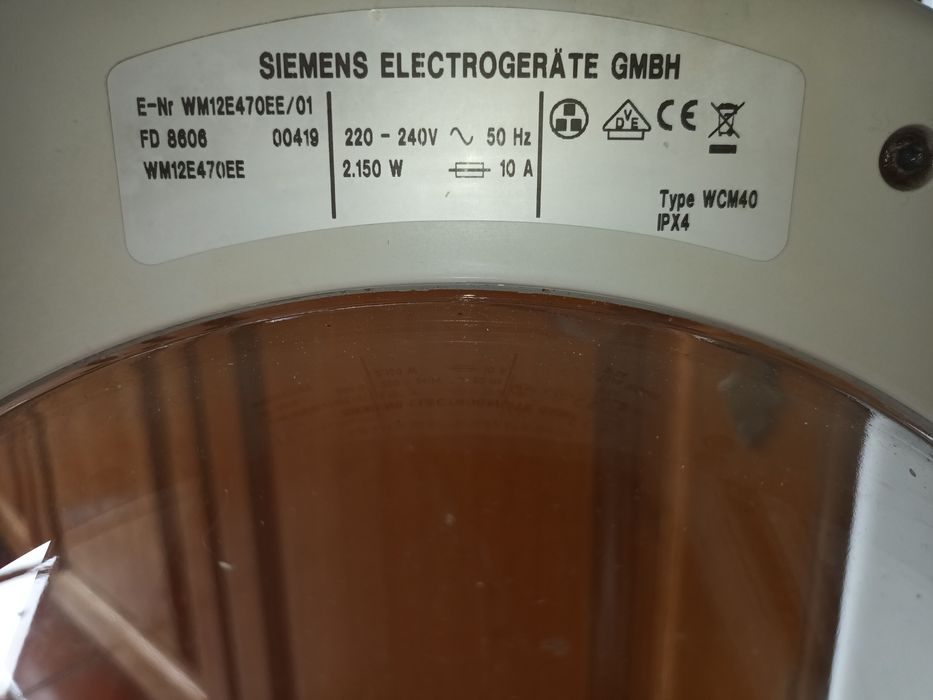 SIEMENS ELECTROGERÄTE GMBH
E-Nr WM12E470EE/01
FD 8606 00419
WM12E470EE
220 - 240V ∿ 50 Hz
2.150 W 10 A
DVE CE
Type WCM40
IPX4